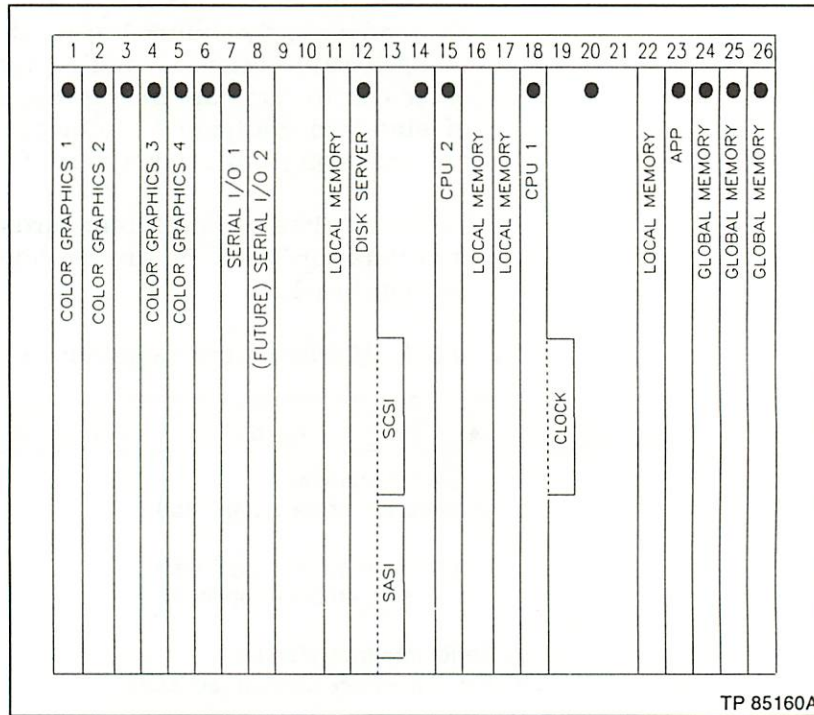 1 2 3 4 5 6 7 8 9 10 11 12 13 14 15 16 17 18 19 20 21 22 23 24 25 26
COLOR GRAPHICS 1
COLOR GRAPHICS 2
COLOR GRAPHICS 3
COLOR GRAPHICS 4
SERIAL I/O 1
(FUTURE) SERIAL I/O 2
LOCAL MEMORY
DISK SERVER
SCSI
SASI
CPU 2
LOCAL MEMORY
LOCAL MEMORY
CPU 1
CLOCK
LOCAL MEMORY
APP
GLOBAL MEMORY
GLOBAL MEMORY
GLOBAL MEMORY
TP 85160A